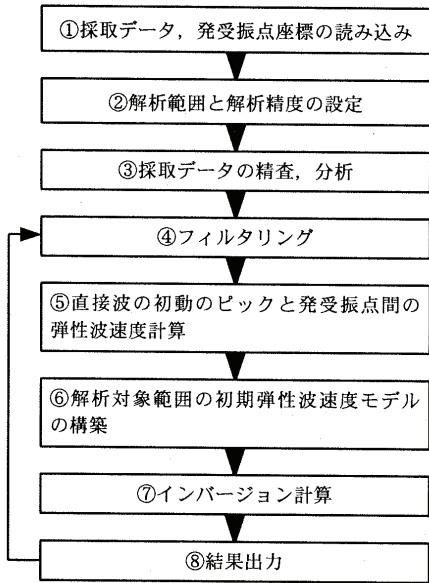 ①採取データ，発受振点座標の読み込み
②解析範囲と解析精度の設定
③採取データの精査，分析
④フィルタリング
⑤直接波の初動のピックと発受振点間の
弾性波速度計算
⑥解析対象範囲の初期弾性波速度モデル
の構築
⑦インバージョン計算
⑧結果出力